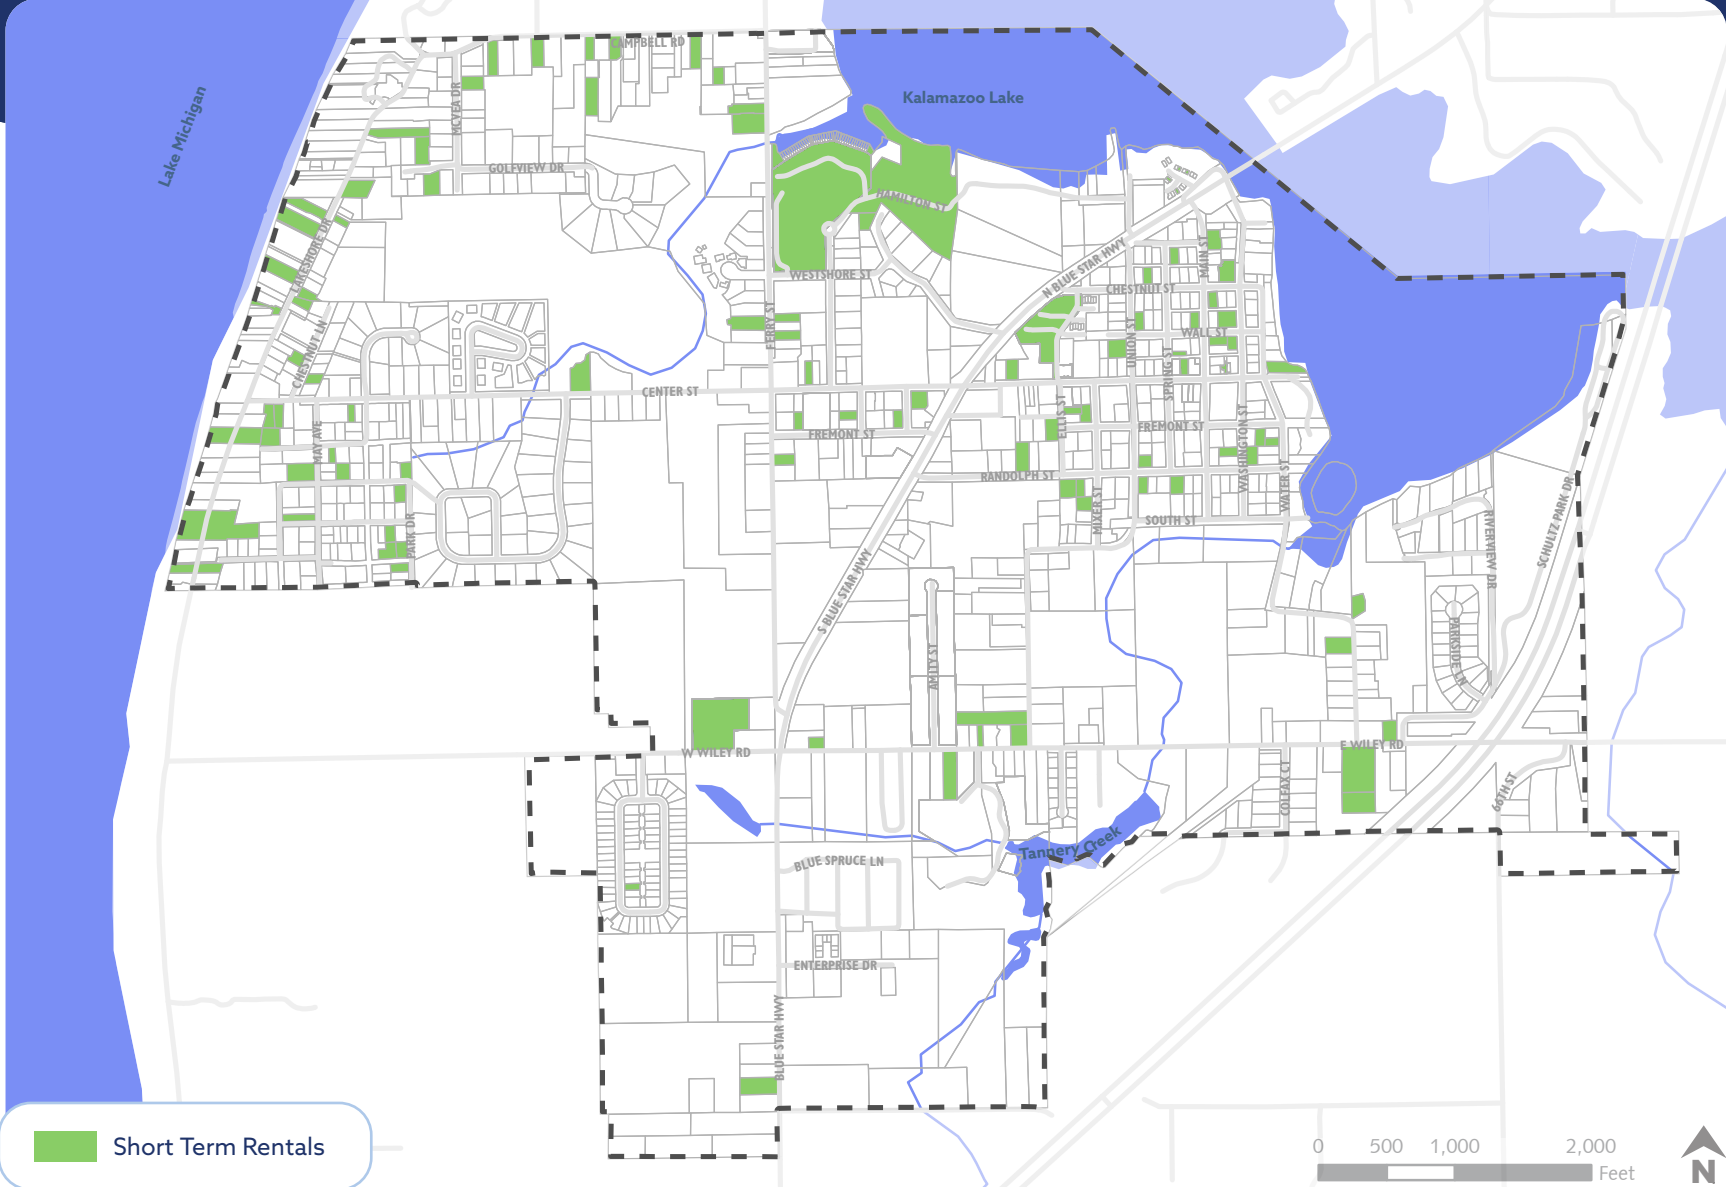 CAMPBELL RD
Lake Michigan
Kalamazoo Lake
MCVEA DR
GOLFVIEW DR
HAMILTON ST
LAKESHORE DR
MAIN ST
N BLUE STAR HWY
WESTSHORE ST
CHESTNUT ST
FERRY ST
WALL ST
UNION ST
CHESTNUT LN
SPRING ST
CENTER ST
ELLIS ST
WASHINGTON ST
MAY AVE
FREMONT ST
FREMONT ST
RANDOLPH ST
WATER ST
MIXER ST
SOUTH ST
PARK DR
RIVERVIEW DR
SCHULTZ PARK DR
S BLUE STAR HWY
AMITY ST
PARKSIDE LN
W WILEY RD
E WILEY RD
COLFAX CT
66TH ST
Tannery Creek
BLUE SPRUCE LN
ENTERPRISE DR
BLUE STAR HWY
Short Term Rentals
0 500 1,000 2,000
Feet
N